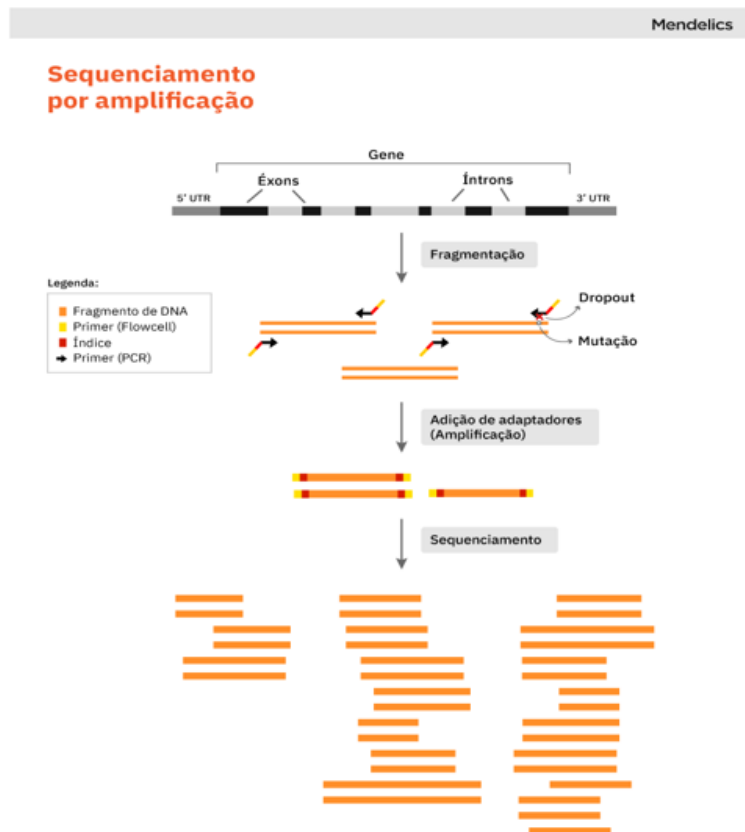 Mendelics
Sequenciamento
por amplificação
Gene
Éxons
Íntrons
5' UTR
3' UTR
Fragmentação
Legenda:
Fragmento de DNA
Primer (Flowcell)
Índice
Primer (PCR)
Dropout
Mutação
Adição de adaptadores
(Amplificação)
Sequenciamento